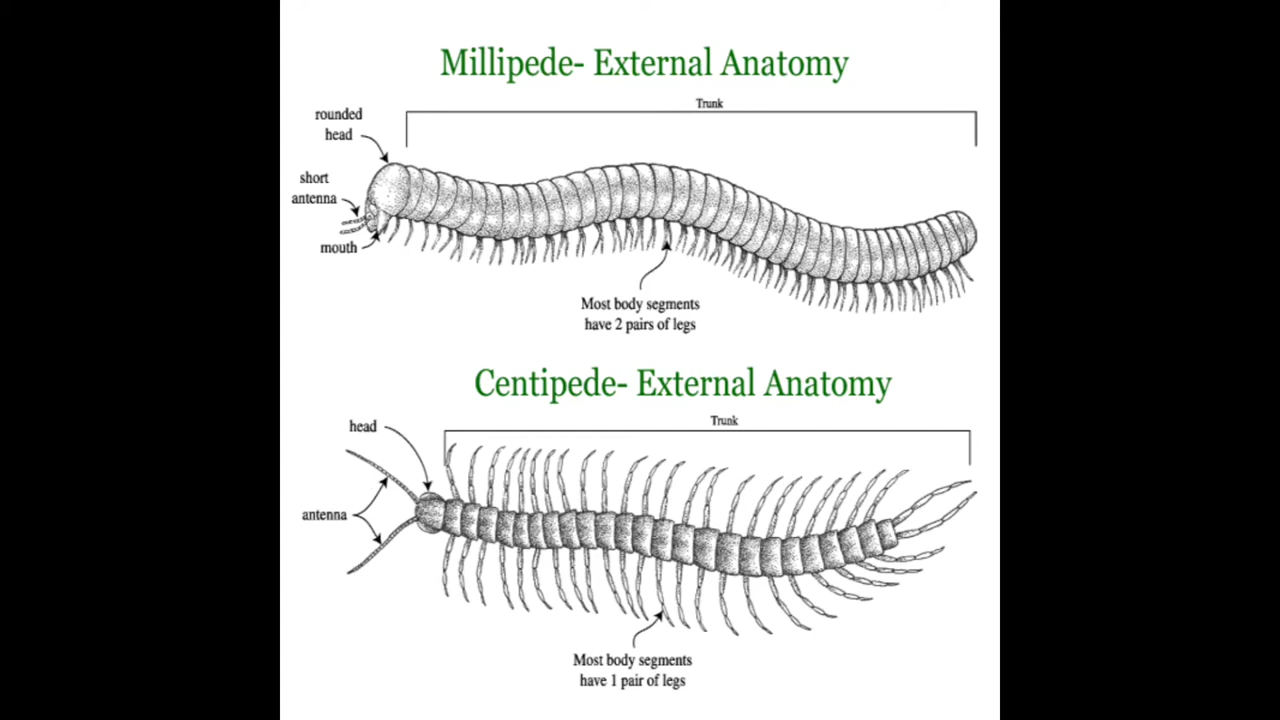 Millipede- External Anatomy
Trunk
rounded
head
short
antenna
mouth
Most body segments
have 2 pairs of legs
Centipede- External Anatomy
Trunk
head
antenna
Most body segments
have 1 pair of legs